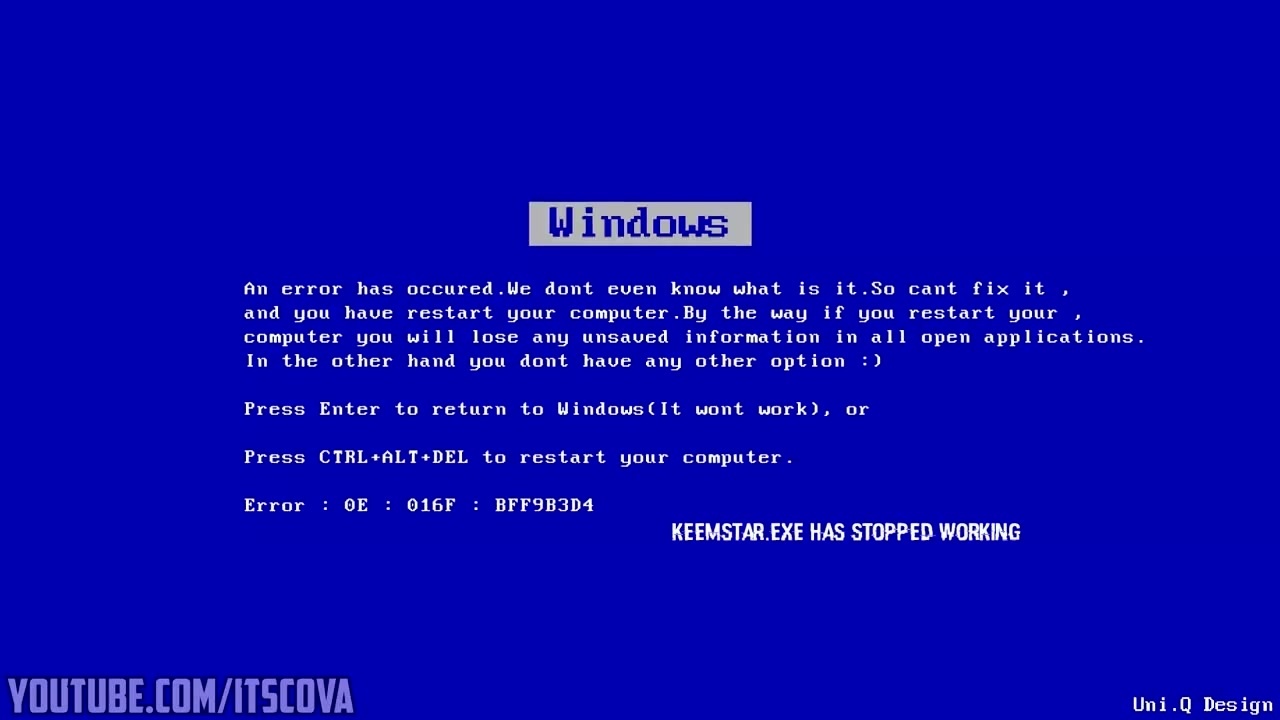 Windows
An error has occured.We dont even know what is it.So cant fix it ,
and you have restart your computer.By the way if you restart your ,
computer you will lose any unsaved information in all open applications.
In the other hand you dont have any other option :)
Press Enter to return to Windows(It wont work), or
Press CTRL+ALT+DEL to restart your computer.
Error : 0E : 016F : BFF9B3D4
KEEMSTAR.EXE HAS STOPPED WORKING
YOUTUBE.COM/ITSCOVA
Uni.Q Design